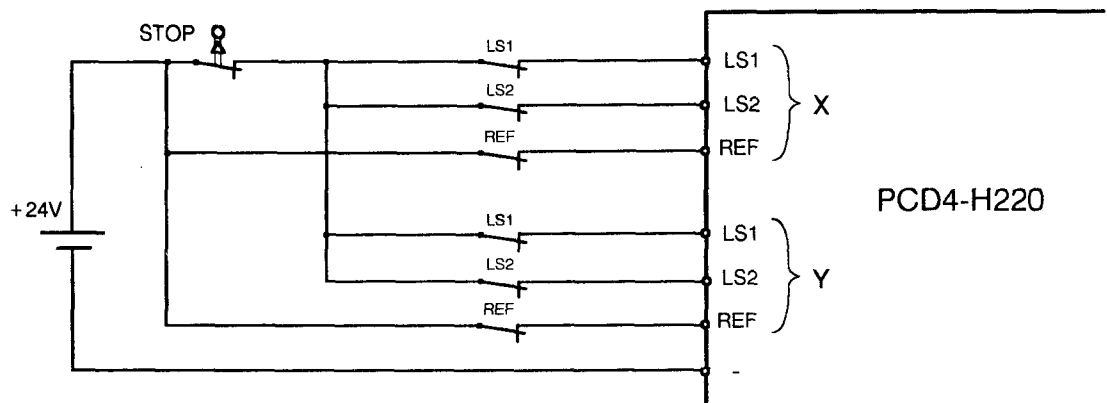 STOP
LS1
LS1
LS2
LS2
X
REF
REF
+24V
PCD4-H220
LS1
LS1
LS2
LS2
Y
REF
REF
-